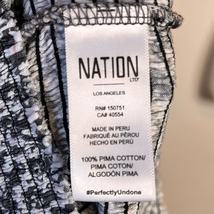 NATION
LTD
LOS ANGELES
RN# 150751
CA# 40554
MADE IN PERU
FABRIQUÉ AU PÉROU
HECHO EN PERÚ
100% PIMA COTTON/
PIMA COTON/
ALGODÓN PIMA
#PerfectlyUndone